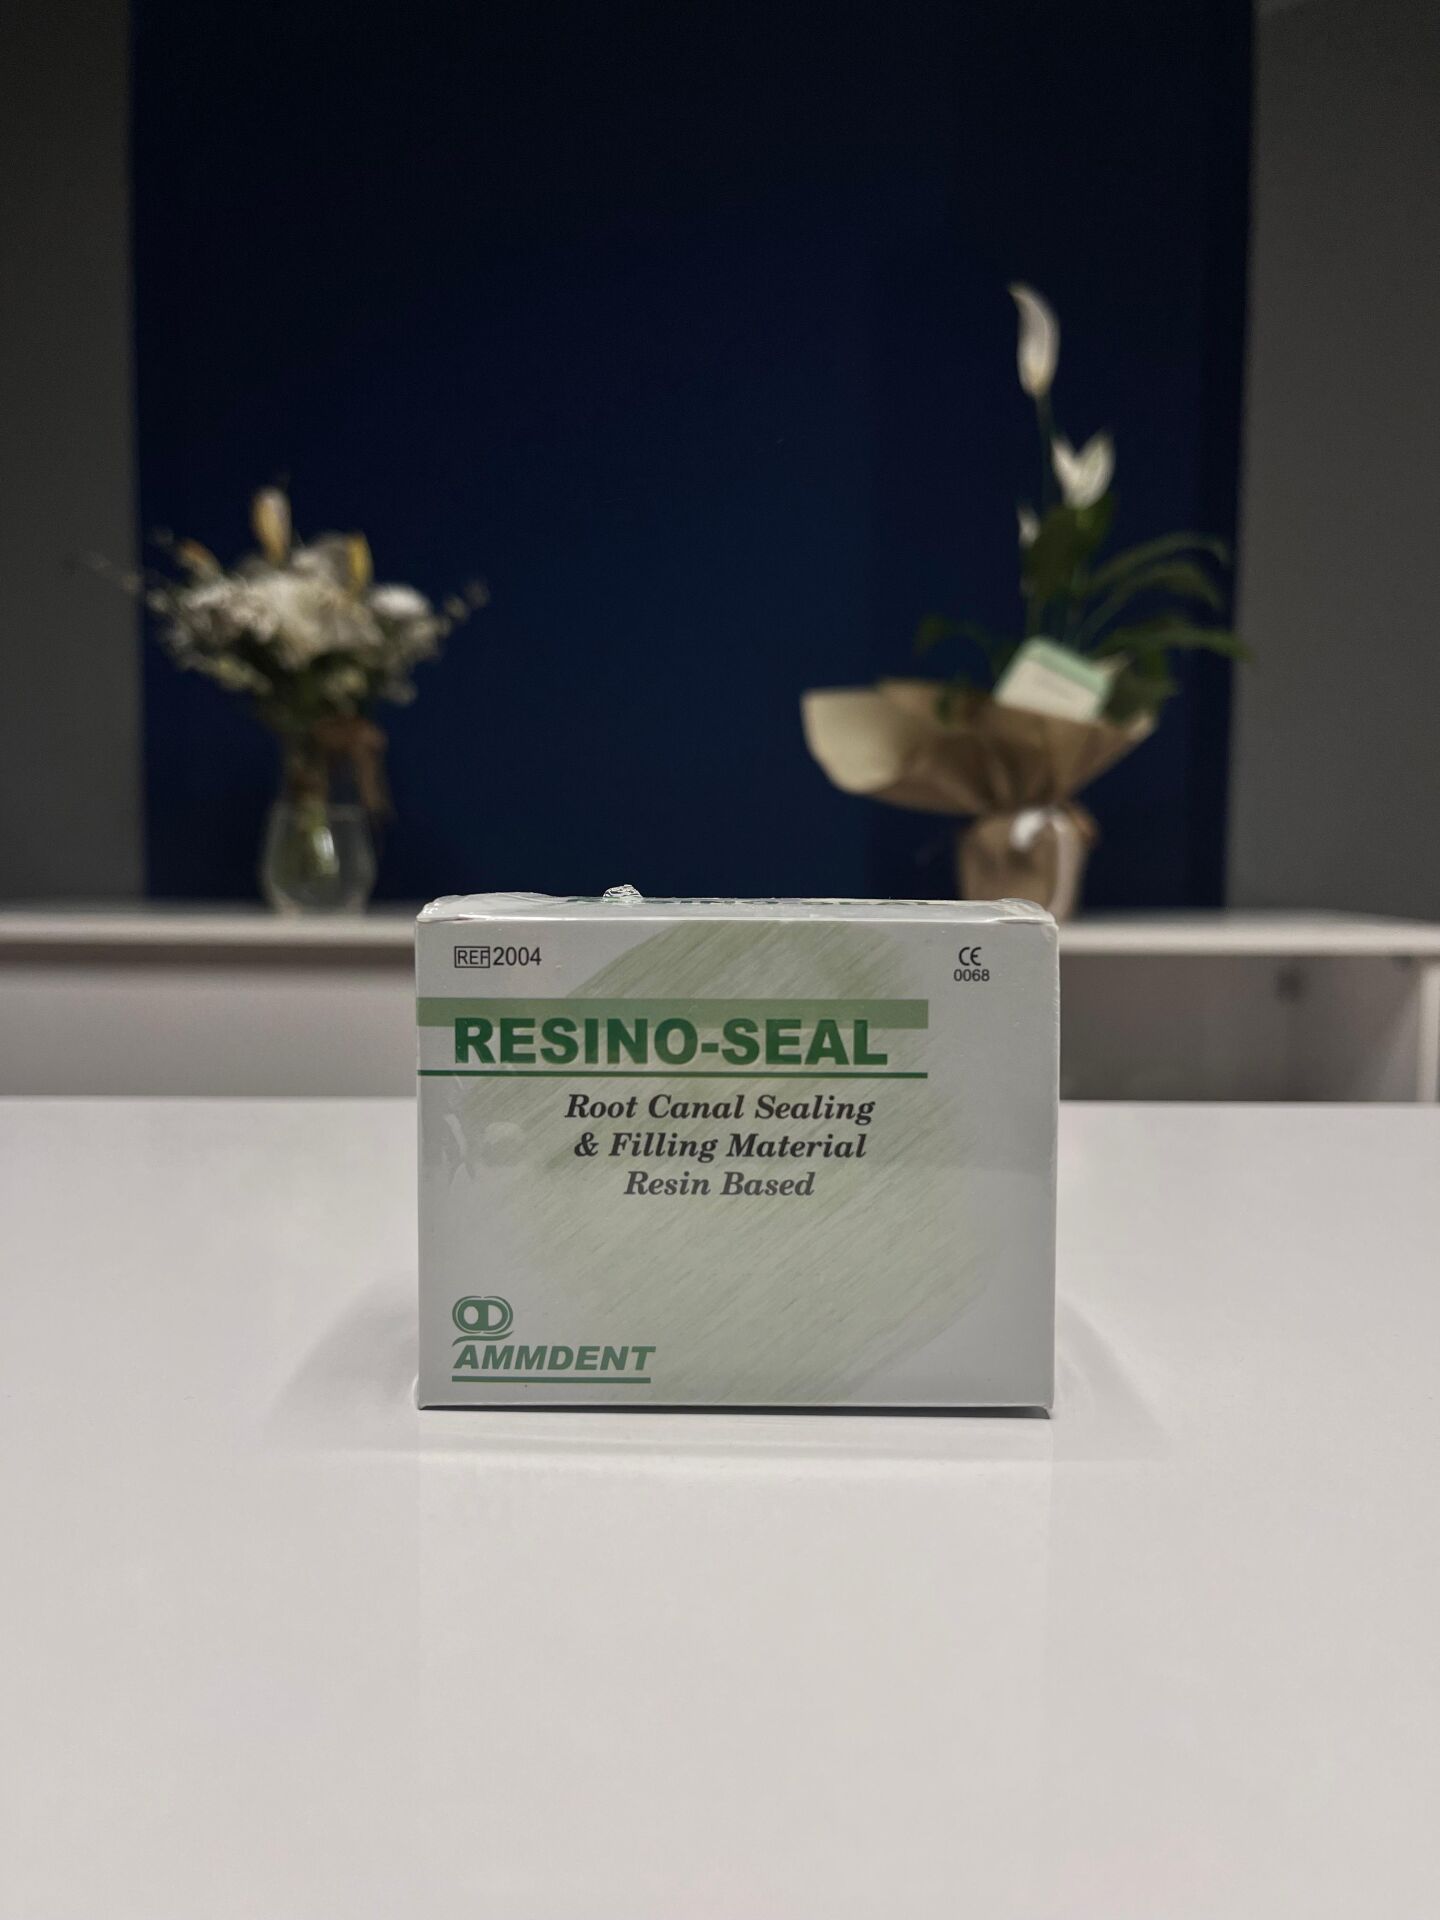 REF 2004
CE
0068
RESINO-SEAL
Root Canal Sealing
& Filling Material
Resin Based
AMMDENT